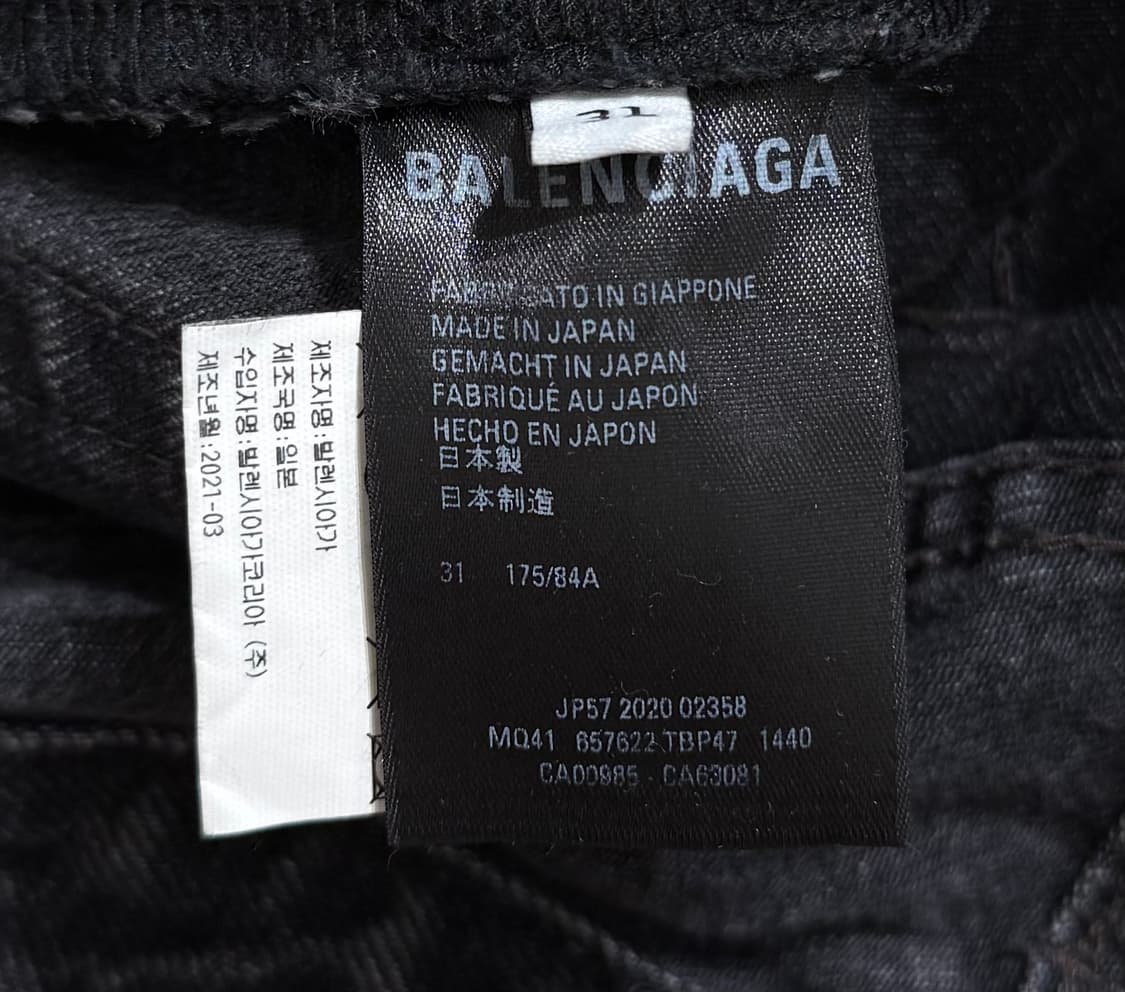 31
BALENCIAGA
FABBRICATO IN GIAPPONE
MADE IN JAPAN
GEMACHT IN JAPAN
FABRIQUÉ AU JAPON
HECHO EN JAPON
日本製
日本制造
31 175/84A
JP57 2020 02358
MQ41 657622 TBP47 1440
CA00985 - CA63081
제조자명:발렌시아가
제조국명:일본
수입자명:발렌시아가코리아 (주)
제조년월:2021-03